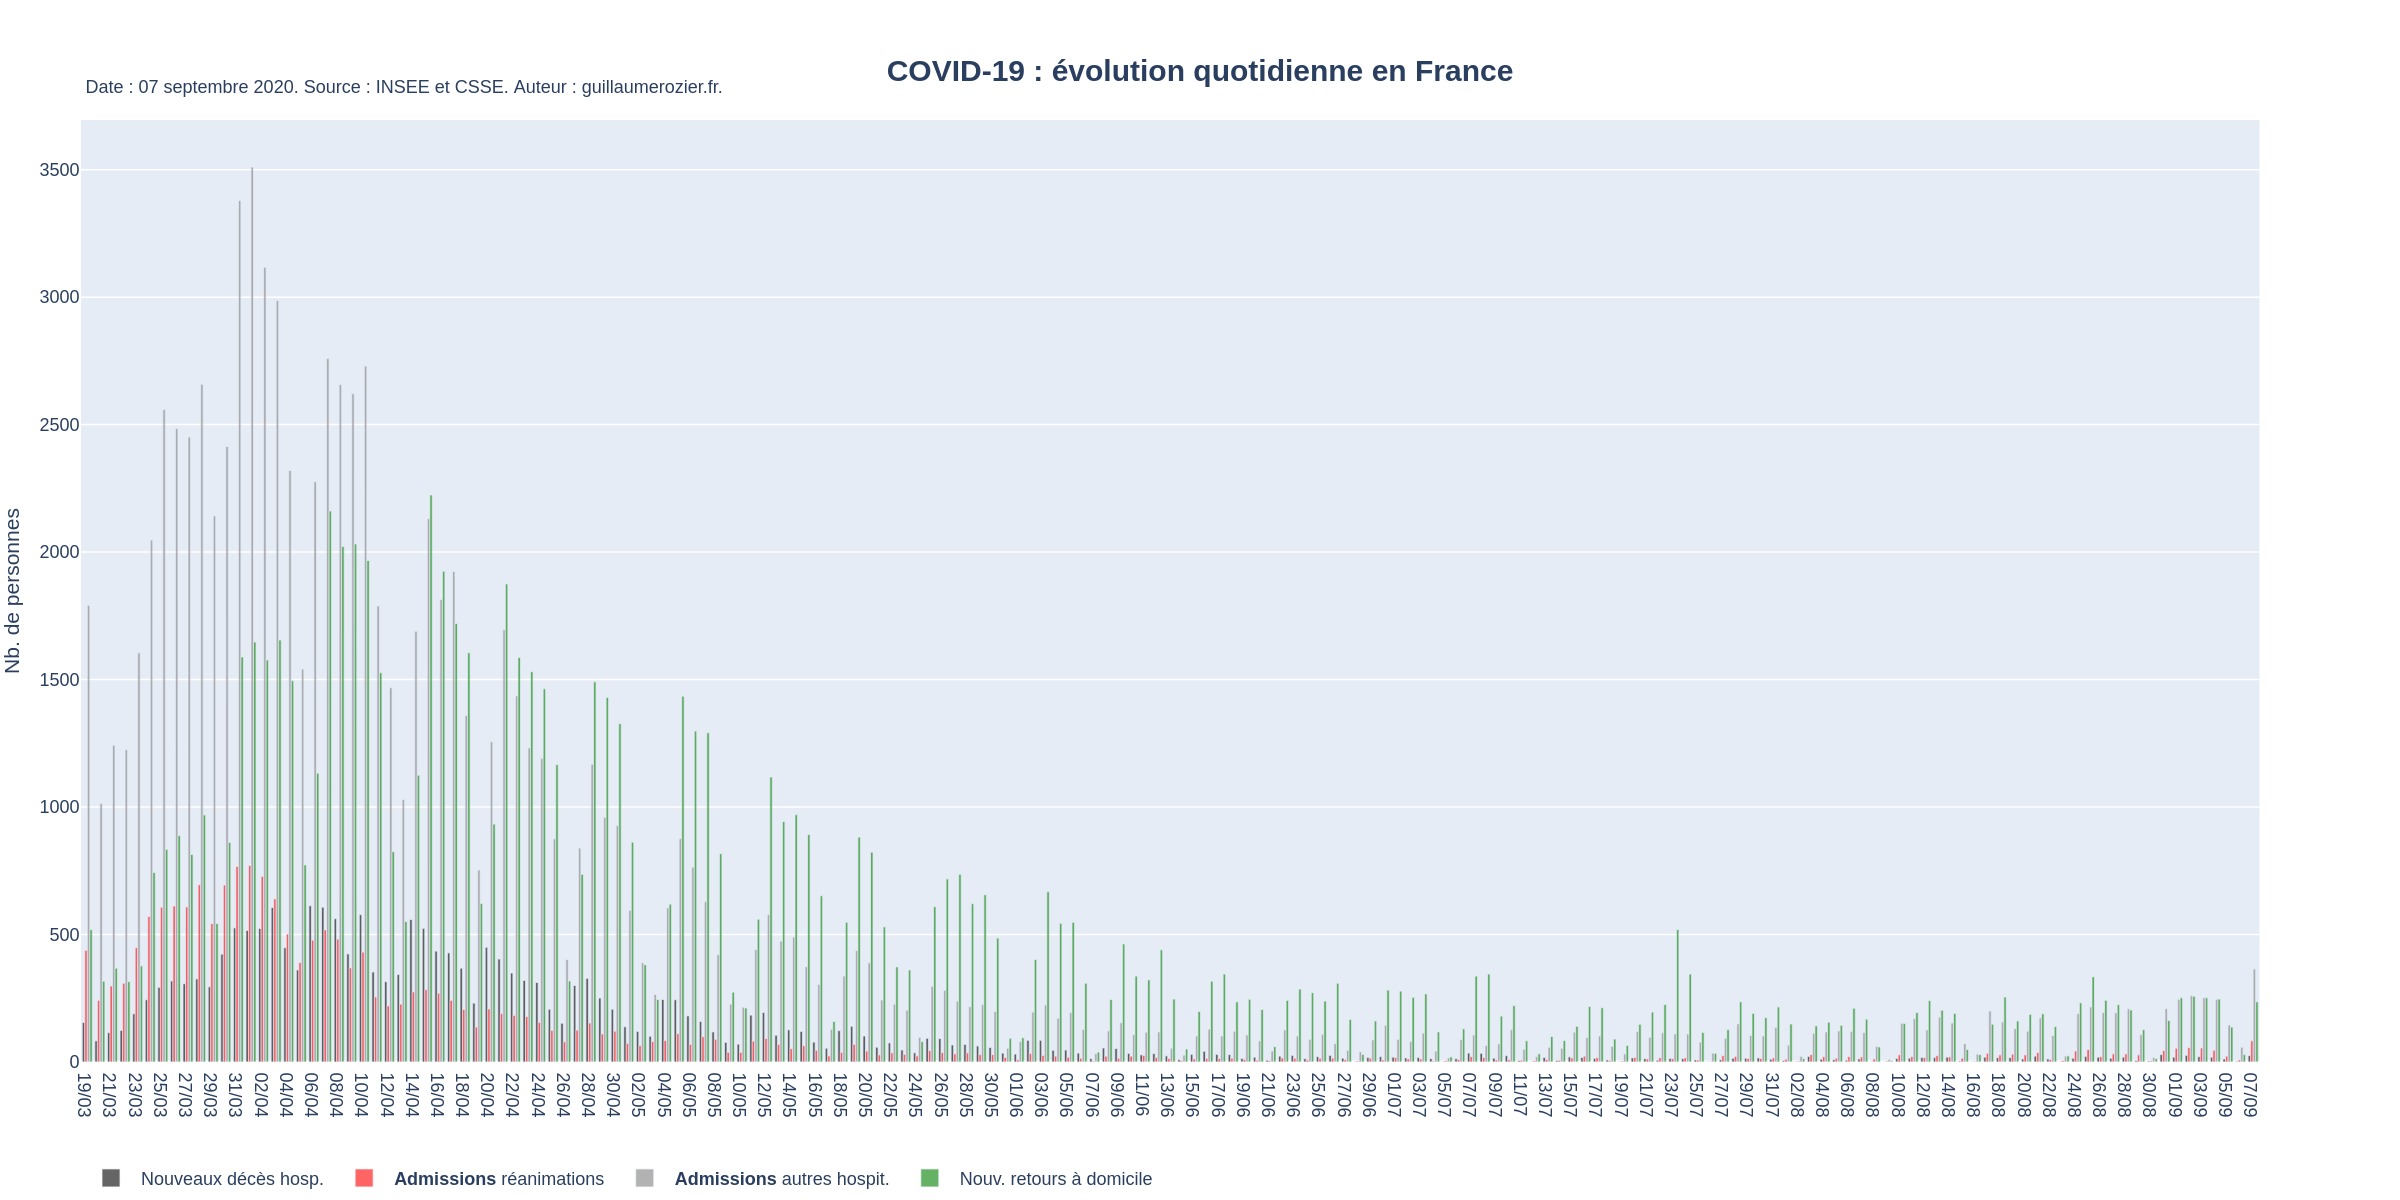 COVID-19 : évolution quotidienne en France
Date : 07 septembre 2020. Source : INSEE et CSSE. Auteur : guillaumerozier.fr.
Nb. de personnes
3500
3000
2500
2000
1500
1000
500
0
19/03 21/03 23/03 25/03 27/03 29/03 31/03 02/04 04/04 06/04 08/04 10/04 12/04 14/04 16/04 18/04 20/04 22/04 24/04 26/04 28/04 30/04 02/05 04/05 06/05 08/05 10/05 12/05 14/05 16/05 18/05 20/05 22/05 24/05 26/05 28/05 30/05 01/06 03/06 05/06 07/06 09/06 11/06 13/06 15/06 17/06 19/06 21/06 23/06 25/06 27/06 29/06 01/07 03/07 05/07 07/07 09/07 11/07 13/07 15/07 17/07 19/07 21/07 23/07 25/07 27/07 29/07 31/07 02/08 04/08 06/08 08/08 10/08 12/08 14/08 16/08 18/08 20/08 22/08 24/08 26/08 28/08 30/08 01/09 03/09 05/09 07/09
Nouveaux décès hosp. Admissions réanimations Admissions autres hospit. Nouv. retours à domicile